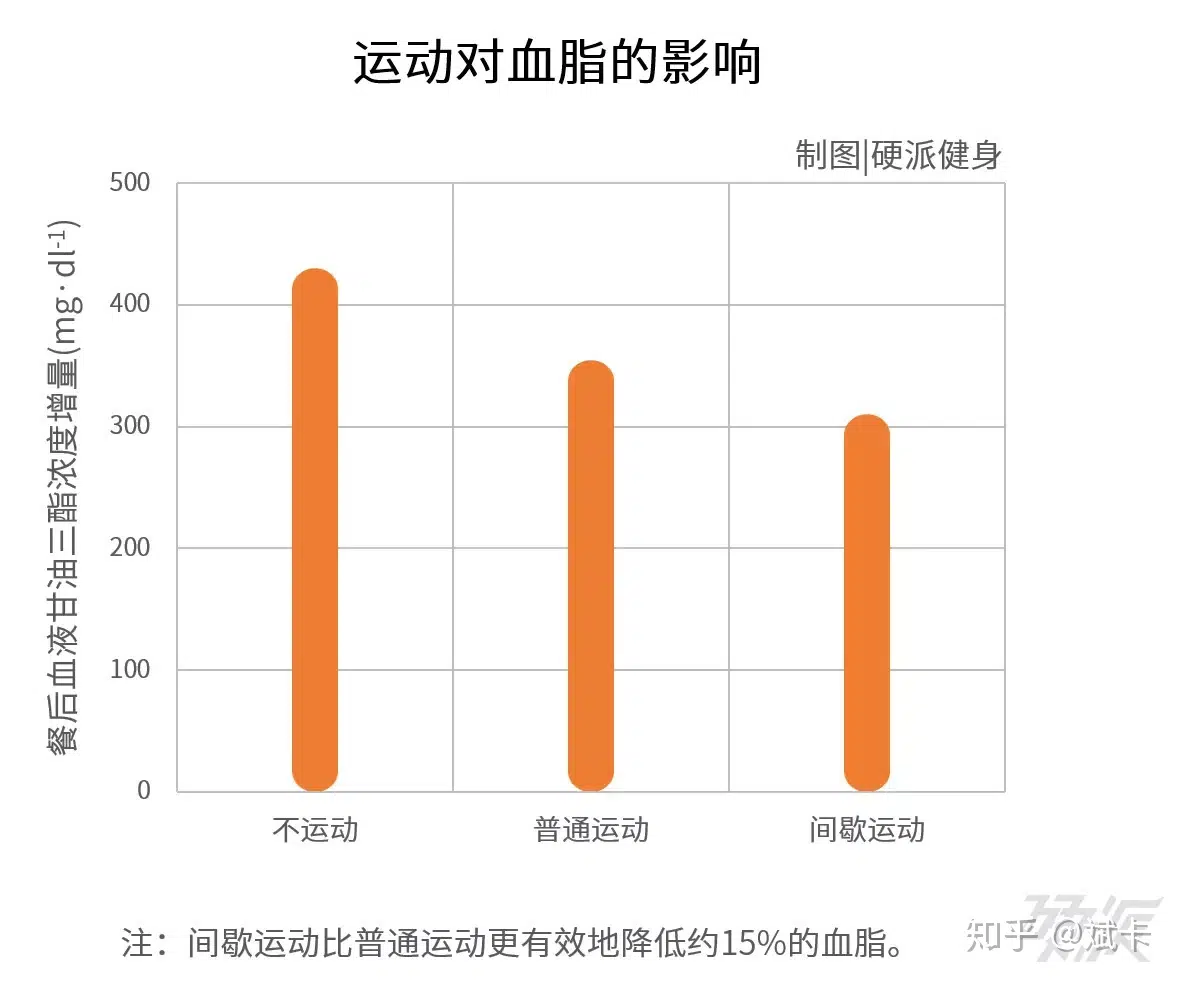 运动对血脂的影响
制图|硬派健身
餐后血液甘油三酯浓度增量(mg·dl⁻¹)
500
400
300
200
100
0
不运动
普通运动
间歇运动
注：间歇运动比普通运动更有效地降低约15%的血脂。
硬派
知乎 @斌卡